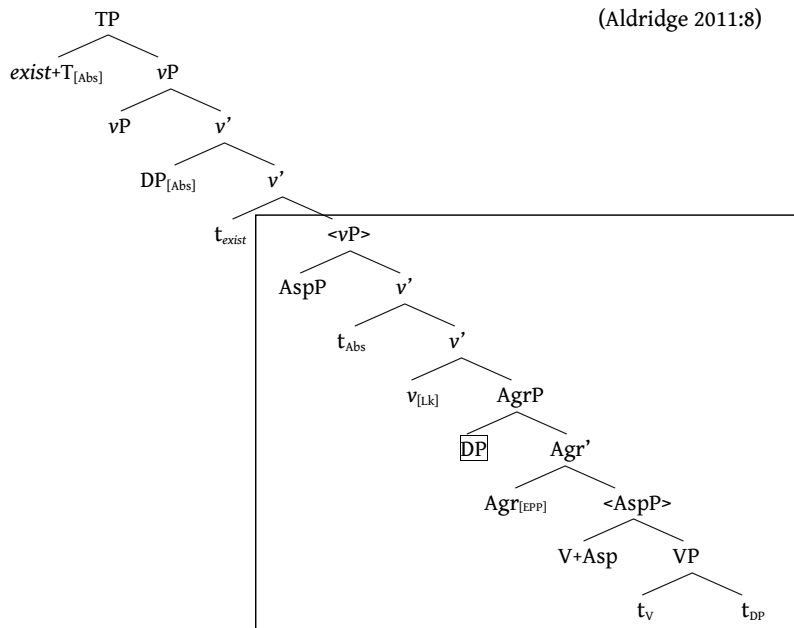 TP (Aldridge 2011:8)
exist+T[Abs] vP
vP v’
DP[Abs] v’
texist <vP>
AspP v’
tAbs v’
v[Lk] AgrP
DP Agr’
Agr[EPP] <AspP>
V+Asp VP
tV tDP